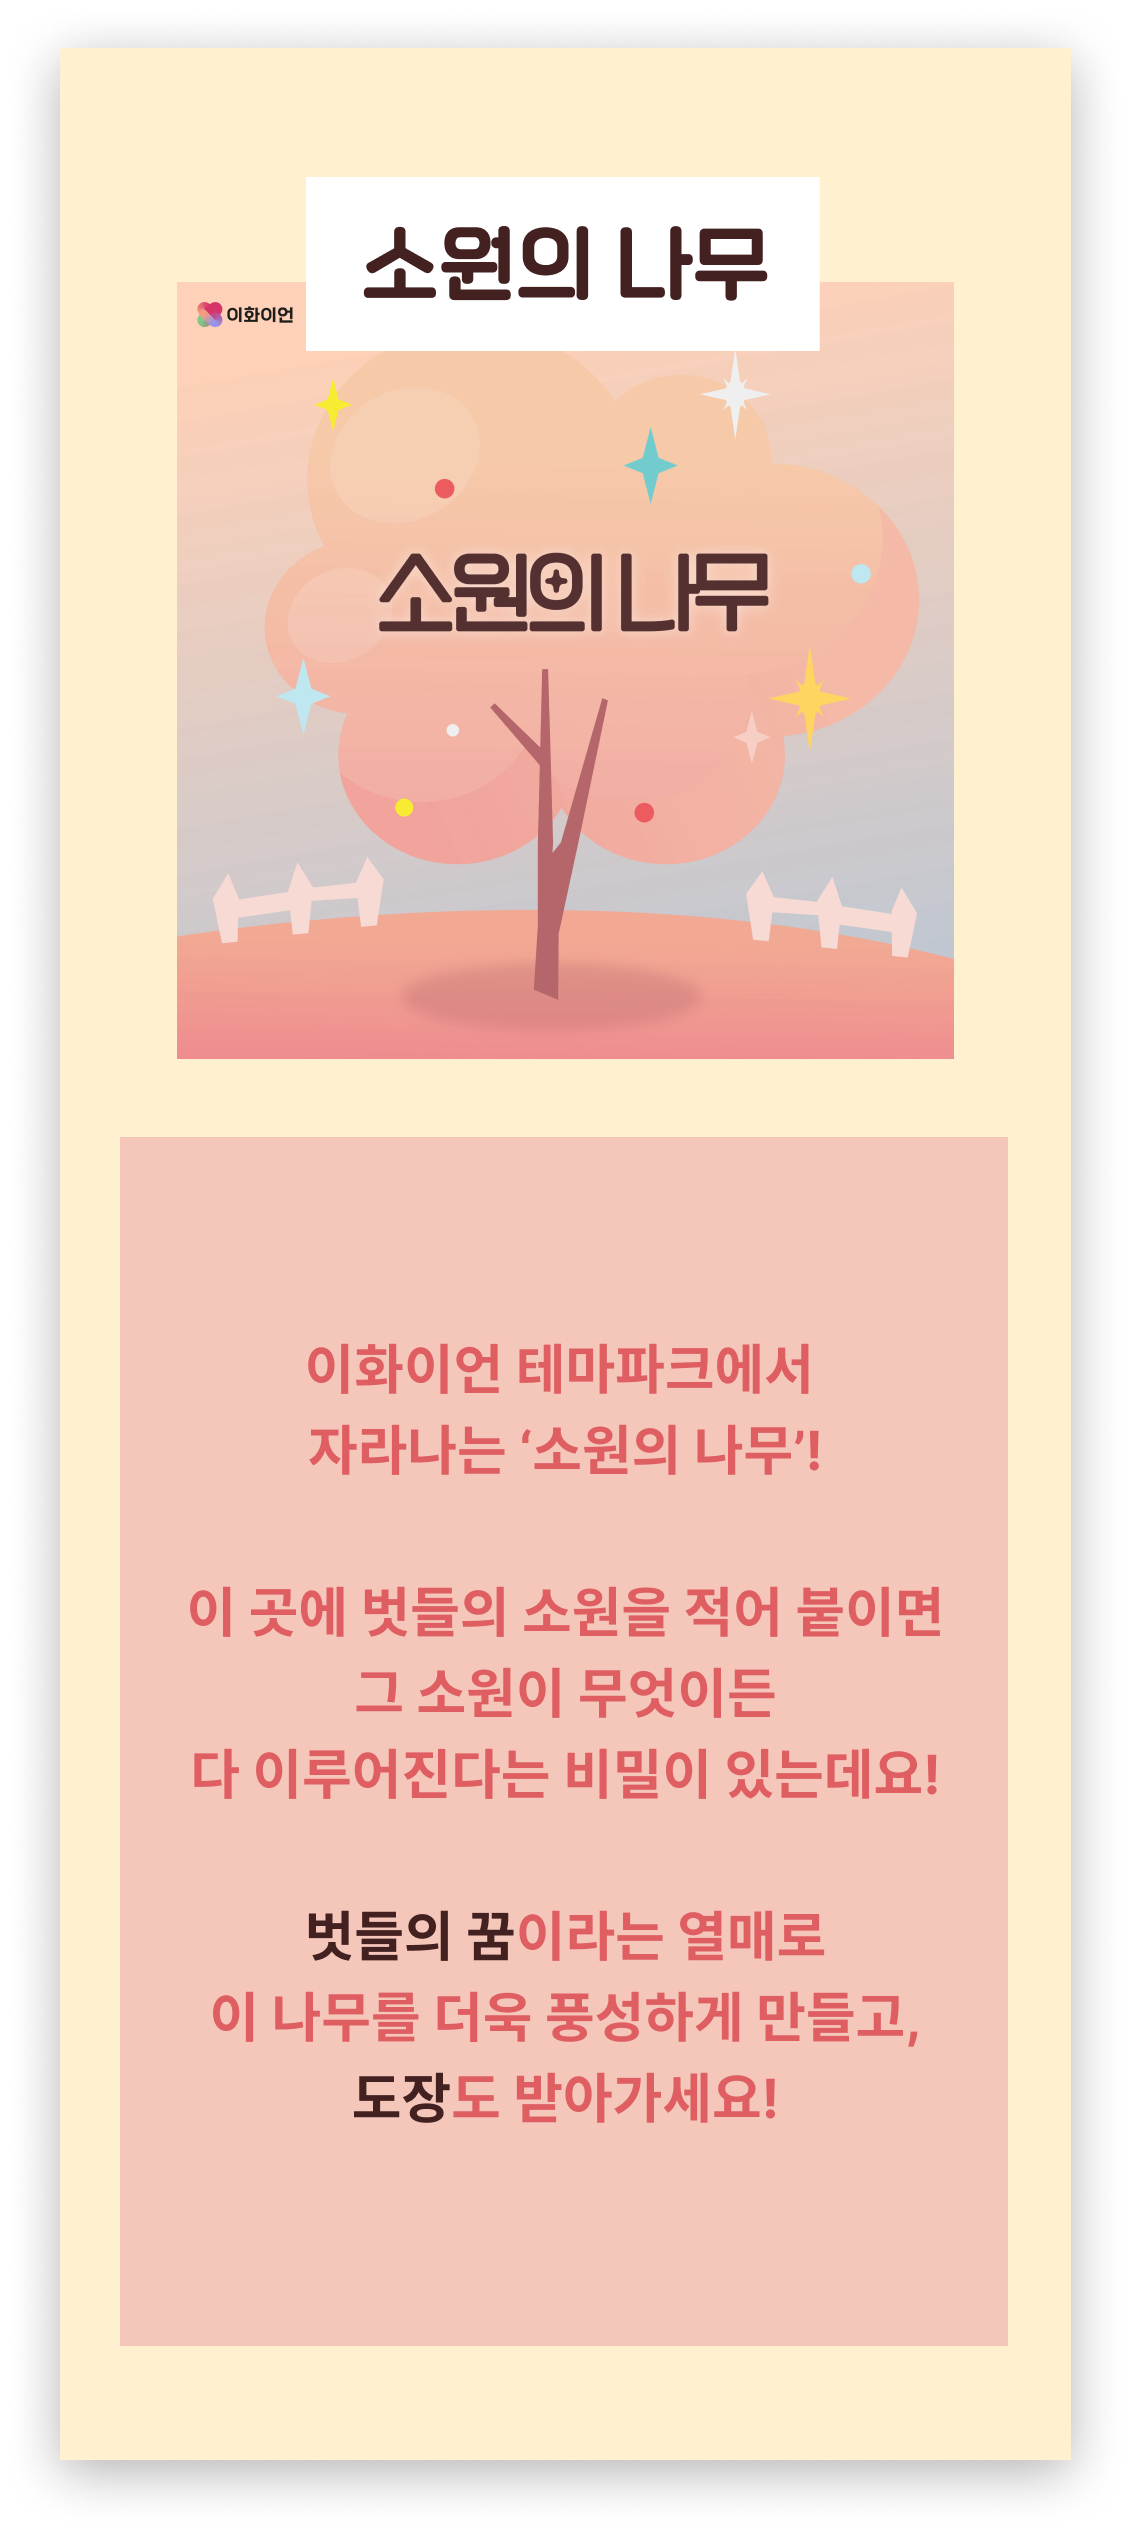 소원의 나무
이화이언
소원의 나무
이화이언 테마파크에서
자라나는 ‘소원의 나무’!
이 곳에 벗들의 소원을 적어 붙이면
그 소원이 무엇이든
다 이루어진다는 비밀이 있는데요!
벗들의 꿈이라는 열매로
이 나무를 더욱 풍성하게 만들고,
도장도 받아가세요!